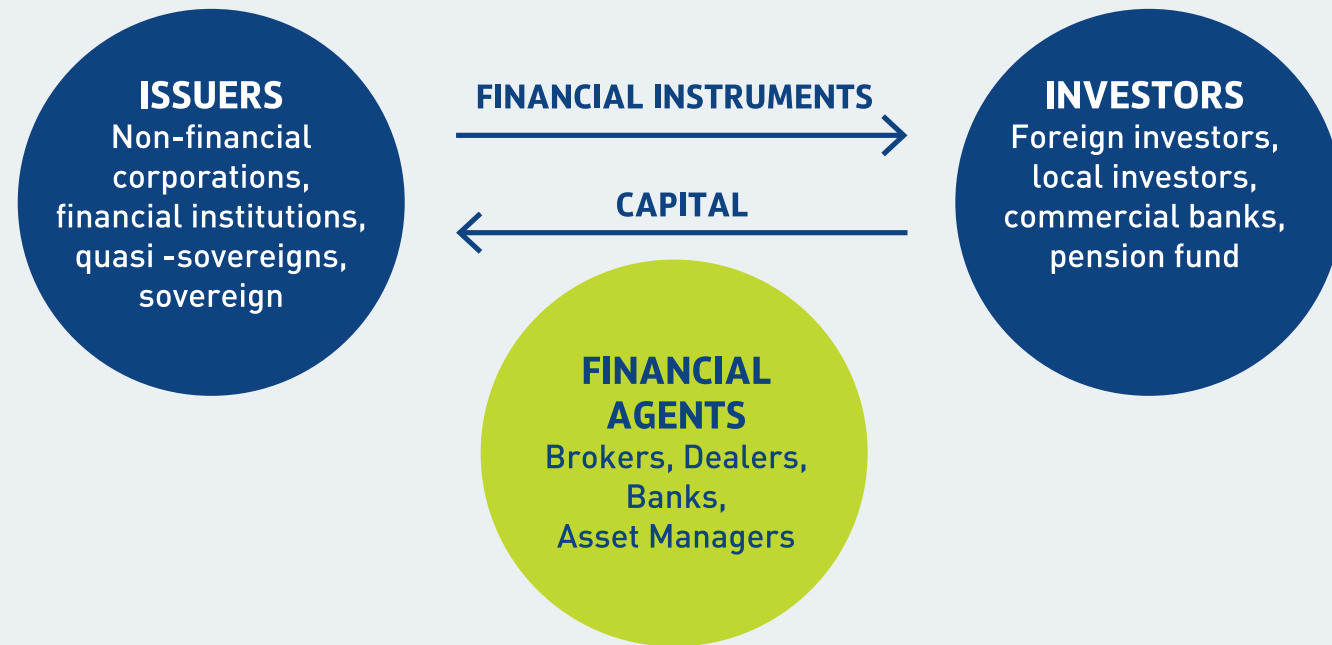 ISSUERS
Non-financial
corporations,
financial institutions,
quasi -sovereigns,
sovereign
FINANCIAL INSTRUMENTS
CAPITAL
INVESTORS
Foreign investors,
local investors,
commercial banks,
pension fund
FINANCIAL
AGENTS
Brokers, Dealers,
Banks,
Asset Managers